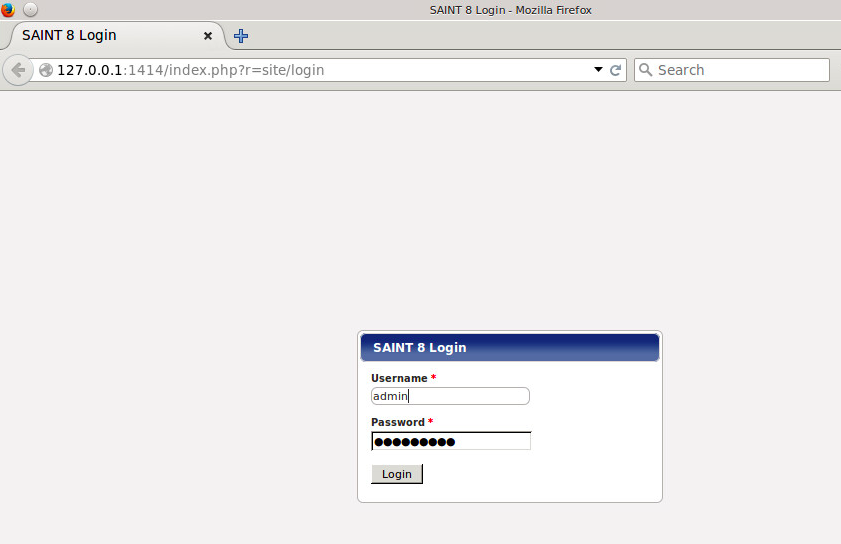 SAINT 8 Login - Mozilla Firefox
SAINT 8 Login
127.0.0.1:1414/index.php?r=site/login
Search
SAINT 8 Login
Username *
admin
Password *
●●●●●●●●●
Login